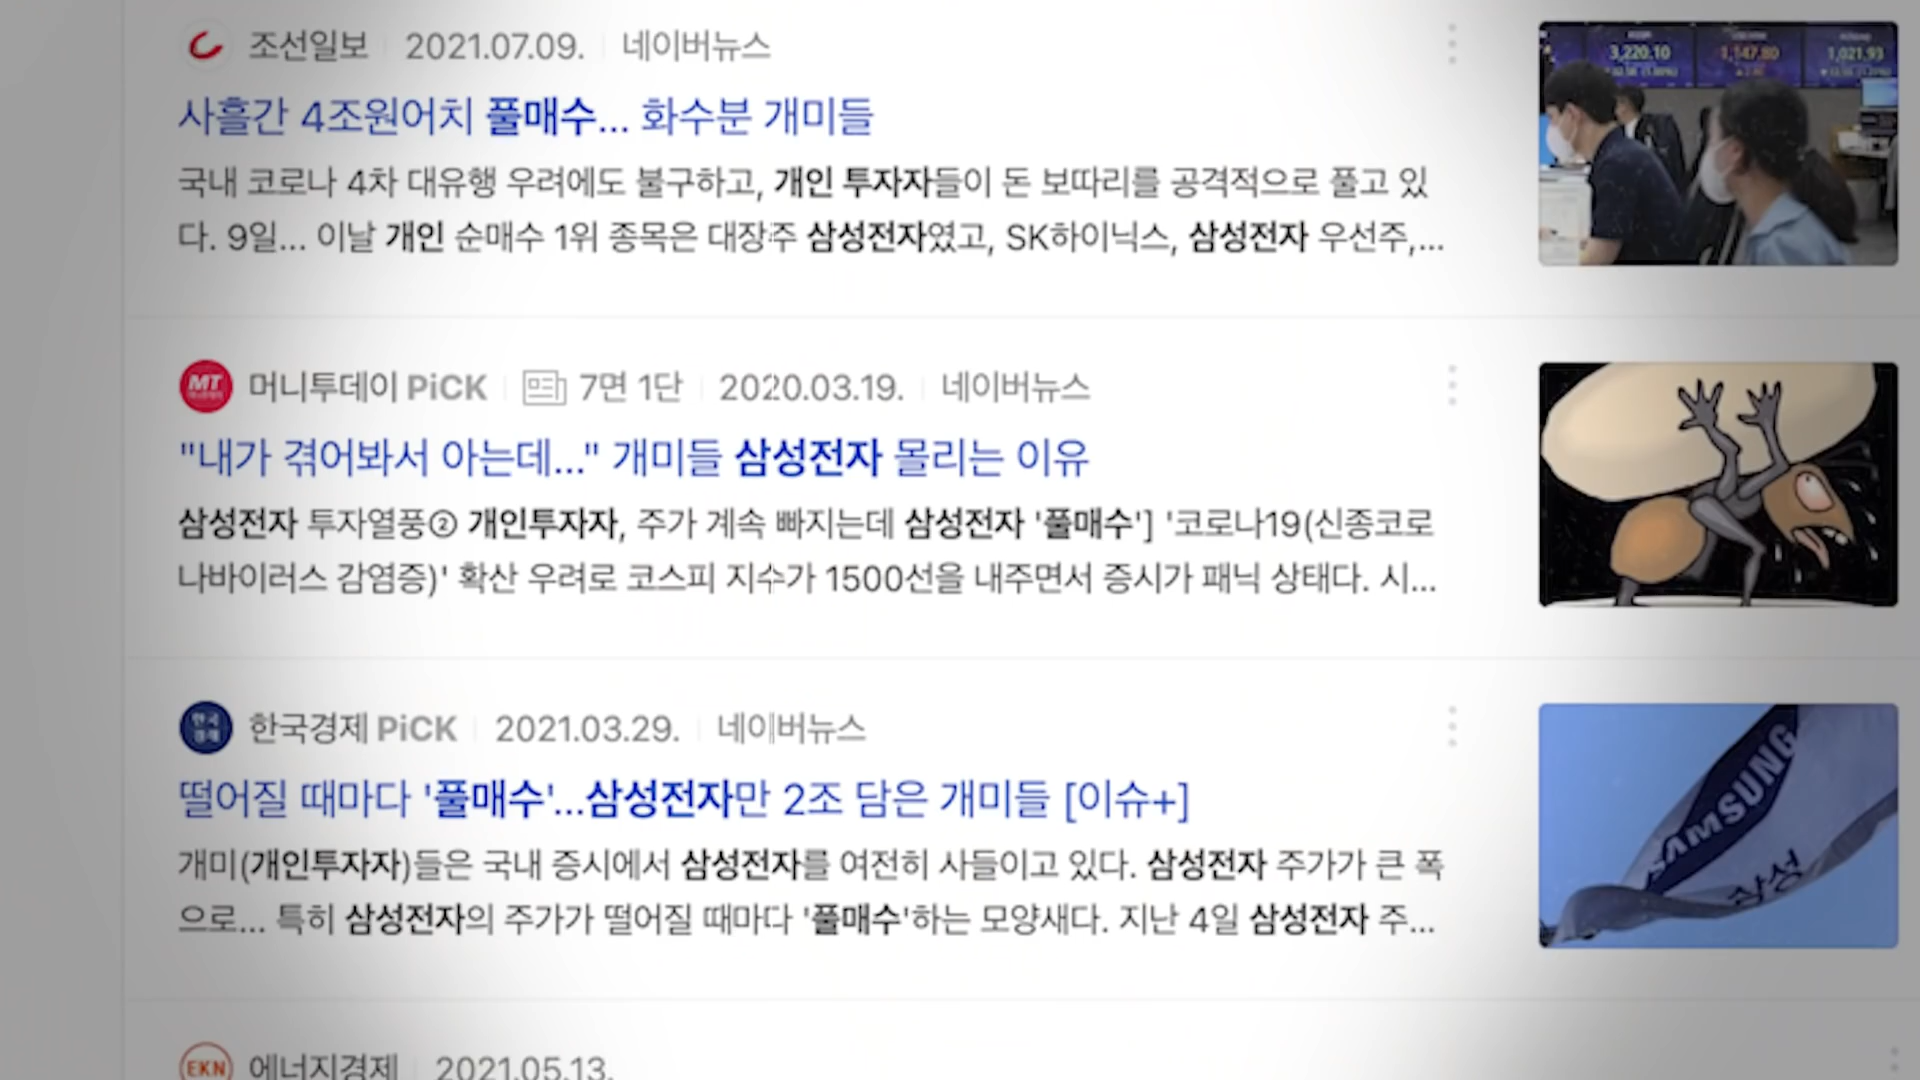 조선일보 2021.07.09. 네이버뉴스
사흘간 4조원어치 풀매수... 화수분 개미들
국내 코로나 4차 대유행 우려에도 불구하고, 개인 투자자들이 돈 보따리를 공격적으로 풀고 있
다. 9일... 이날 개인 순매수 1위 종목은 대장주 삼성전자였고, SK하이닉스, 삼성전자 우선주,...
3,220.10 1,147.80 1,021.93
MT 머니투데이 PiCK 7면 1단 2020.03.19. 네이버뉴스
"내가 겪어봐서 아는데..." 개미들 삼성전자 몰리는 이유
삼성전자 투자열풍② 개인투자자, 주가 계속 빠지는데 삼성전자 '풀매수'] '코로나19(신종코로
나바이러스 감염증)' 확산 우려로 코스피 지수가 1500선을 내주면서 증시가 패닉 상태다. 시...
한국경제 한국경제 PiCK 2021.03.29. 네이버뉴스
떨어질 때마다 '풀매수'...삼성전자만 2조 담은 개미들 [이슈+]
개미(개인투자자)들은 국내 증시에서 삼성전자를 여전히 사들이고 있다. 삼성전자 주가가 큰 폭
으로... 특히 삼성전자의 주가가 떨어질 때마다 '풀매수'하는 모양새다. 지난 4일 삼성전자 주...
SAMSUNG
삼성
EKN 에너지경제 2021.05.13.